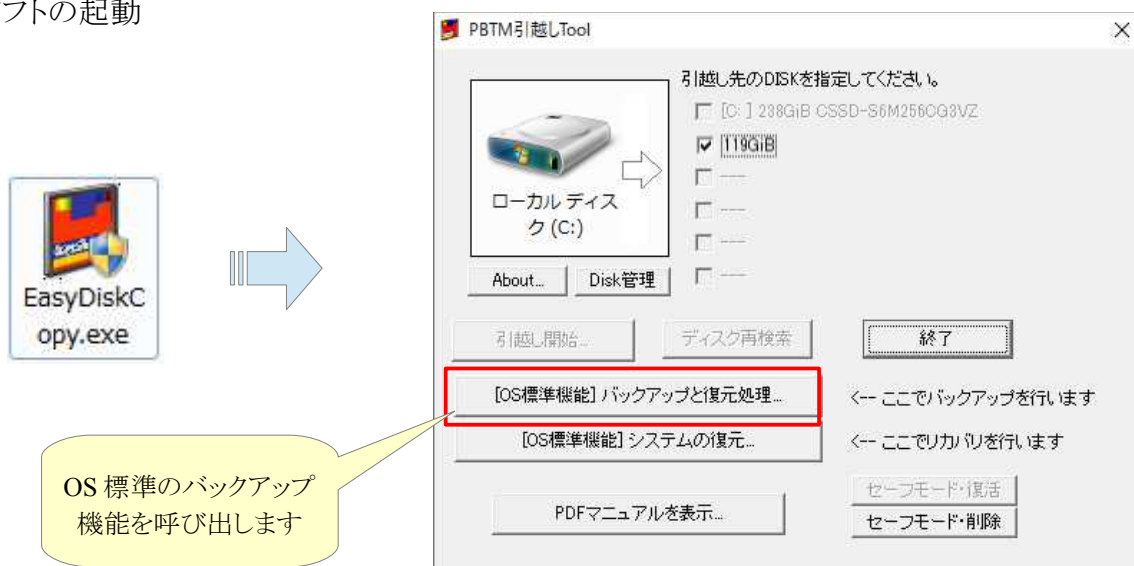 フトの起動
PBTM引越しTool
引越し先のDISKを指定してください。
[C: ] 238GiB CSSD-S6M256CG3VZ
119GiB
---
---
---
---
ローカル ディス
ク (C:)
About...
Disk管理
EasyDiskC
opy.exe
引越し開始...
ディスク再検索
終了
[OS標準機能] バックアップと復元処理...
<-- ここでバックアップを行います
[OS標準機能] システムの復元...
<-- ここでリカバリを行います
OS 標準のバックアップ
機能を呼び出します
PDFマニュアルを表示...
セーフモード・復活
セーフモード・削除